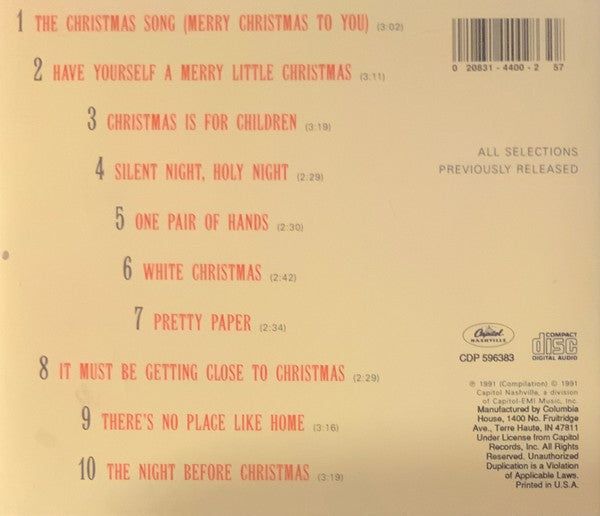 1 THE CHRISTMAS SONG (MERRY CHRISTMAS TO YOU) (3:02)
2 HAVE YOURSELF A MERRY LITTLE CHRISTMAS (3:11)
3 CHRISTMAS IS FOR CHILDREN (3:19)
4 SILENT NIGHT, HOLY NIGHT (2:29)
5 ONE PAIR OF HANDS (2:30)
6 WHITE CHRISTMAS (2:42)
7 PRETTY PAPER (2:34)
8 IT MUST BE GETTING CLOSE TO CHRISTMAS (2:29)
9 THERE'S NO PLACE LIKE HOME (3:16)
10 THE NIGHT BEFORE CHRISTMAS (3:19)
0 20831-4400-2 57
ALL SELECTIONS
PREVIOUSLY RELEASED
Capitol
NASHVILLE
COMPACT
disc
DIGITAL AUDIO
CDP 596383
℗ 1991 (Compilation) © 1991
Capitol Nashville, a division
of Capitol-EMI Music, Inc.
Manufactured by Columbia
House, 1400 No. Fruitridge
Ave., Terre Haute, IN 47811
Under License from Capitol
Records, Inc. All Rights
Reserved. Unauthorized
Duplication is a Violation
of Applicable Laws.
Printed in U.S.A.